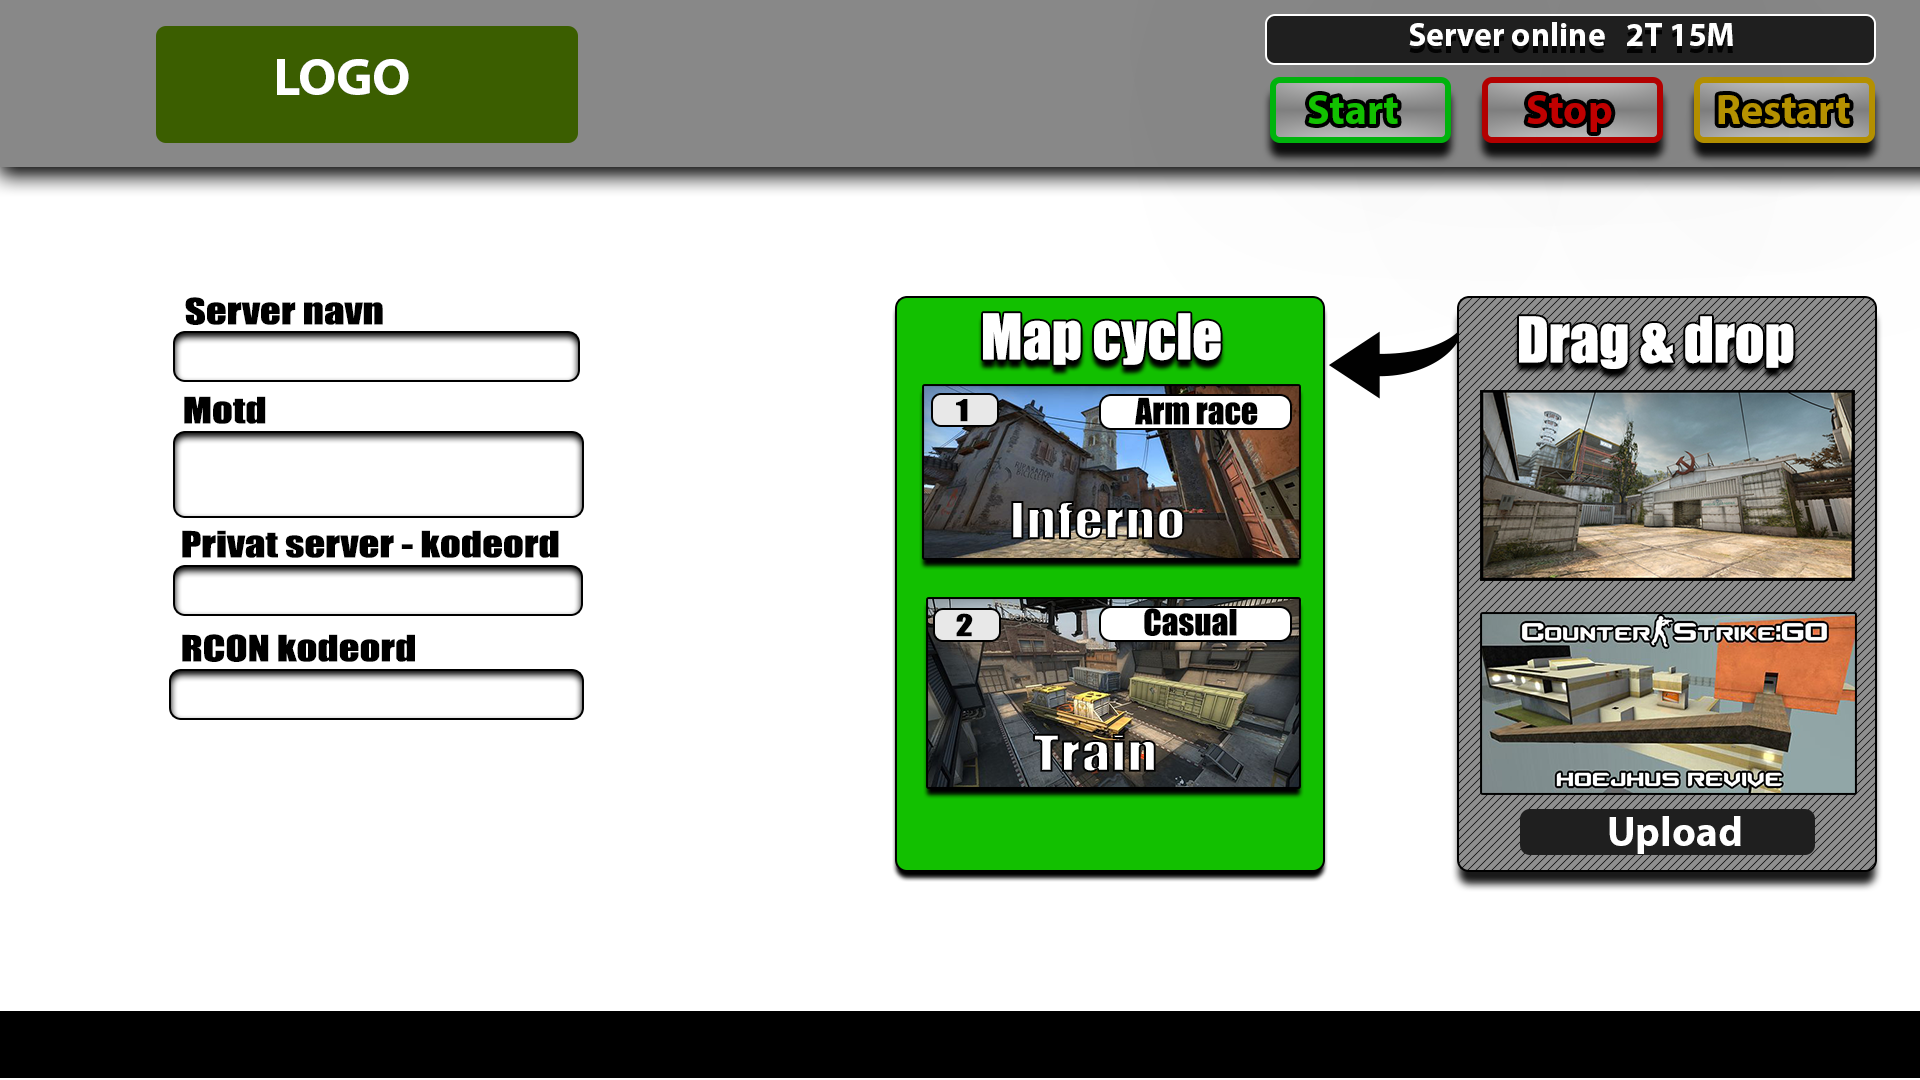 LOGO
Server online 2T 15M
Start
Stop
Restart
Server navn
Motd
Privat server - kodeord
RCON kodeord
Map cycle
1
Arm race
Inferno
2
Casual
Train
Drag & drop
COUNTER STRIKE:GO
HOEJHUS REVIVE
Upload